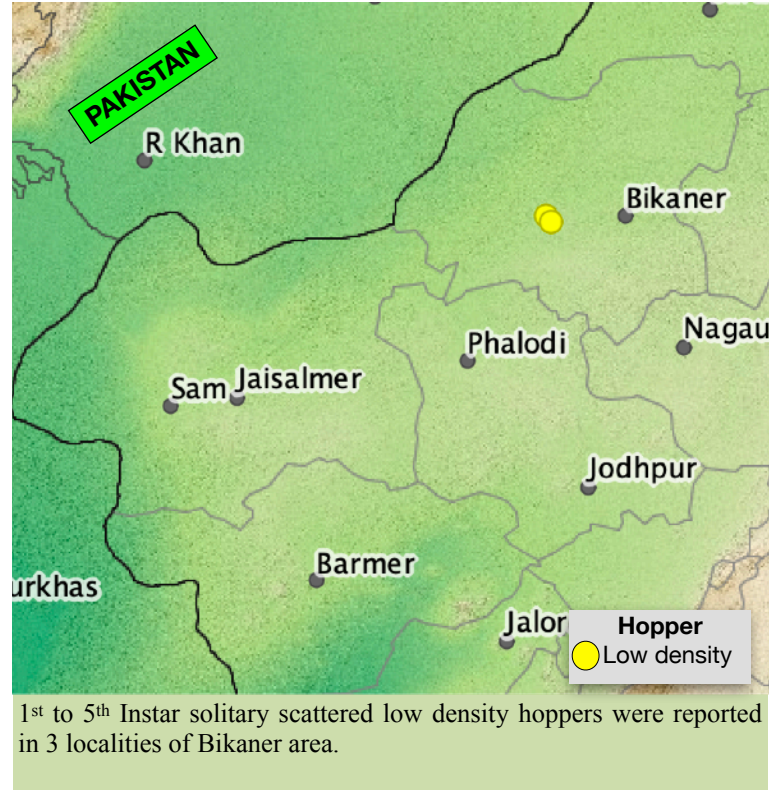 PAKISTAN
R Khan
Bikaner
Phalodi
Nagau
Sam
Jaisalmer
Jodhpur
Barmer
urkhas
Jalor
Hopper
Low density
1st to 5th Instar solitary scattered low density hoppers were reported
in 3 localities of Bikaner area.